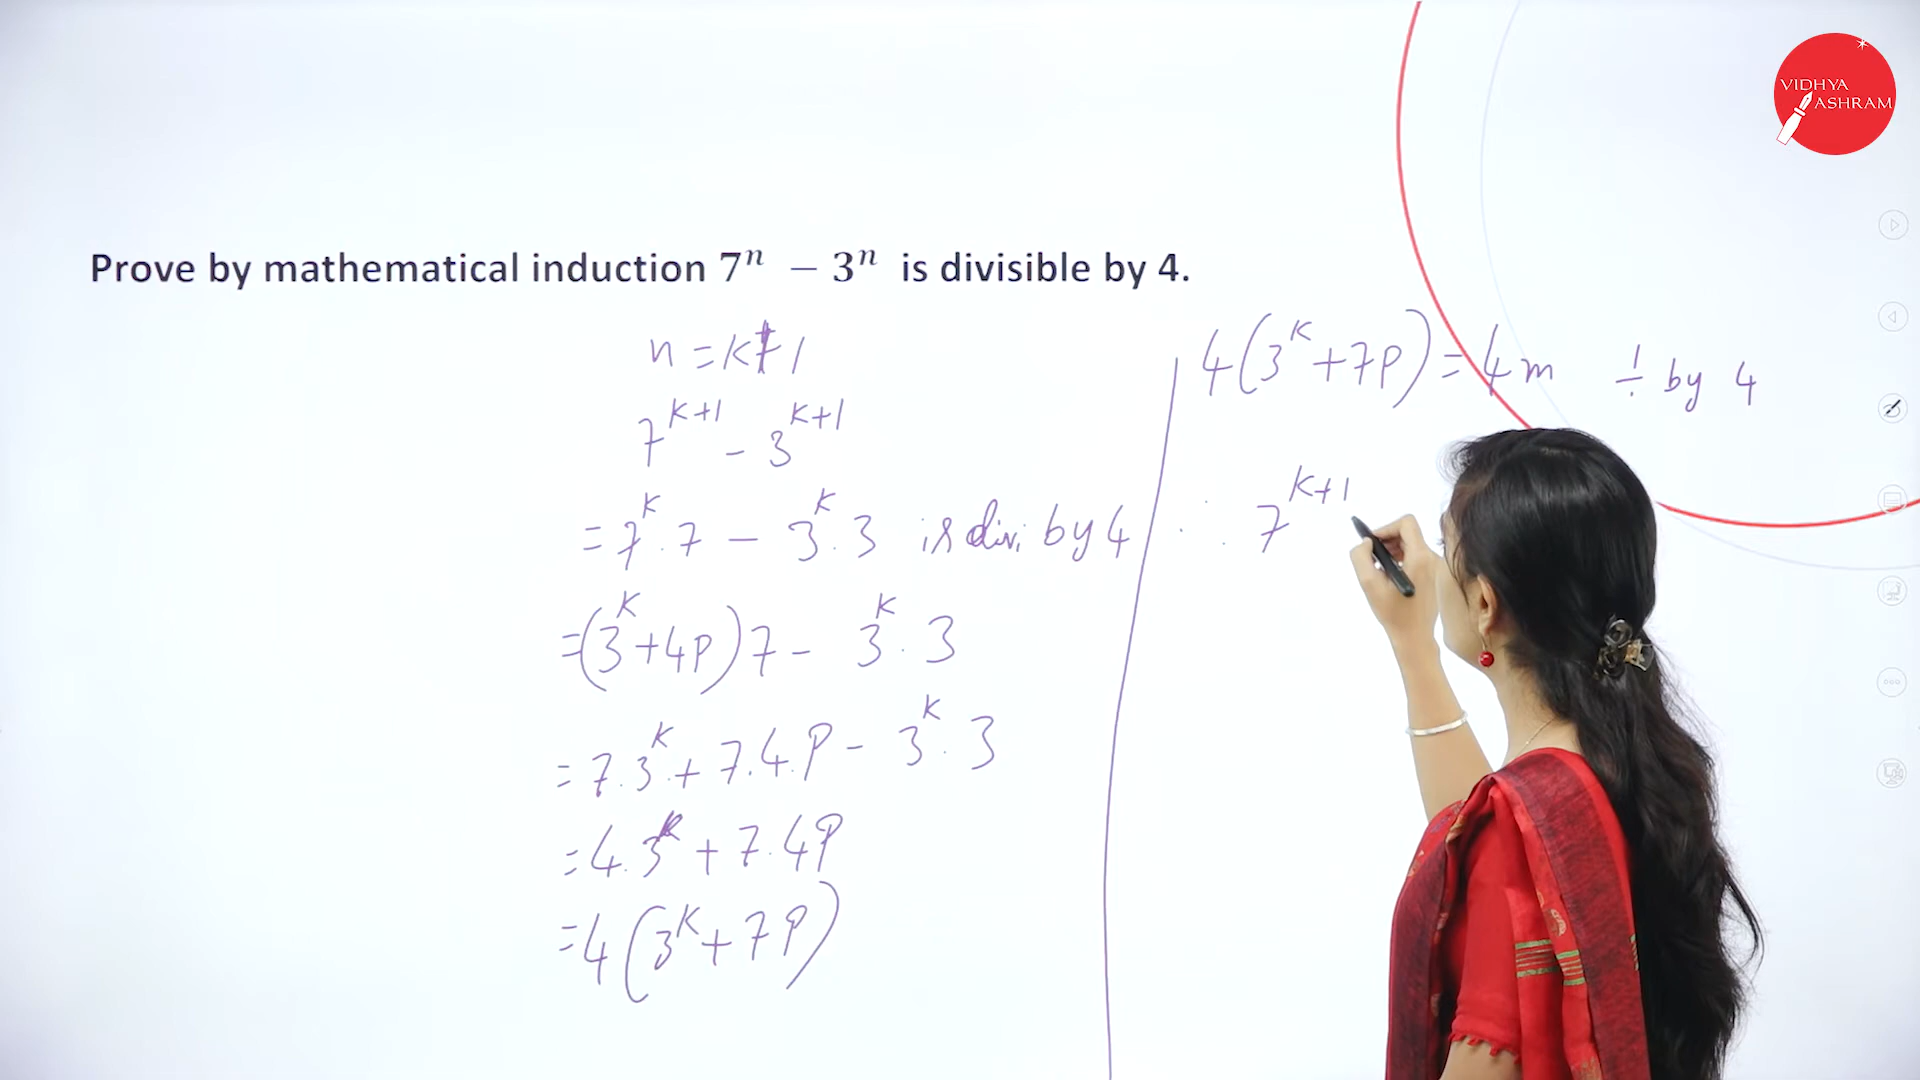 VIDHYA
ASHRAM
Prove by mathematical induction 7ⁿ − 3ⁿ is divisible by 4.
n = k+1
7^(k+1) - 3^(k+1)
= 7^k . 7 - 3^k . 3 is div. by 4
= (3^k + 4p) 7 - 3^k . 3
= 7.3^k + 7.4.p - 3^k . 3
= 4.3^k + 7.4p
= 4(3^k + 7p)
4(3^k + 7p) = 4m ÷ by 4
∴ 7^(k+1)